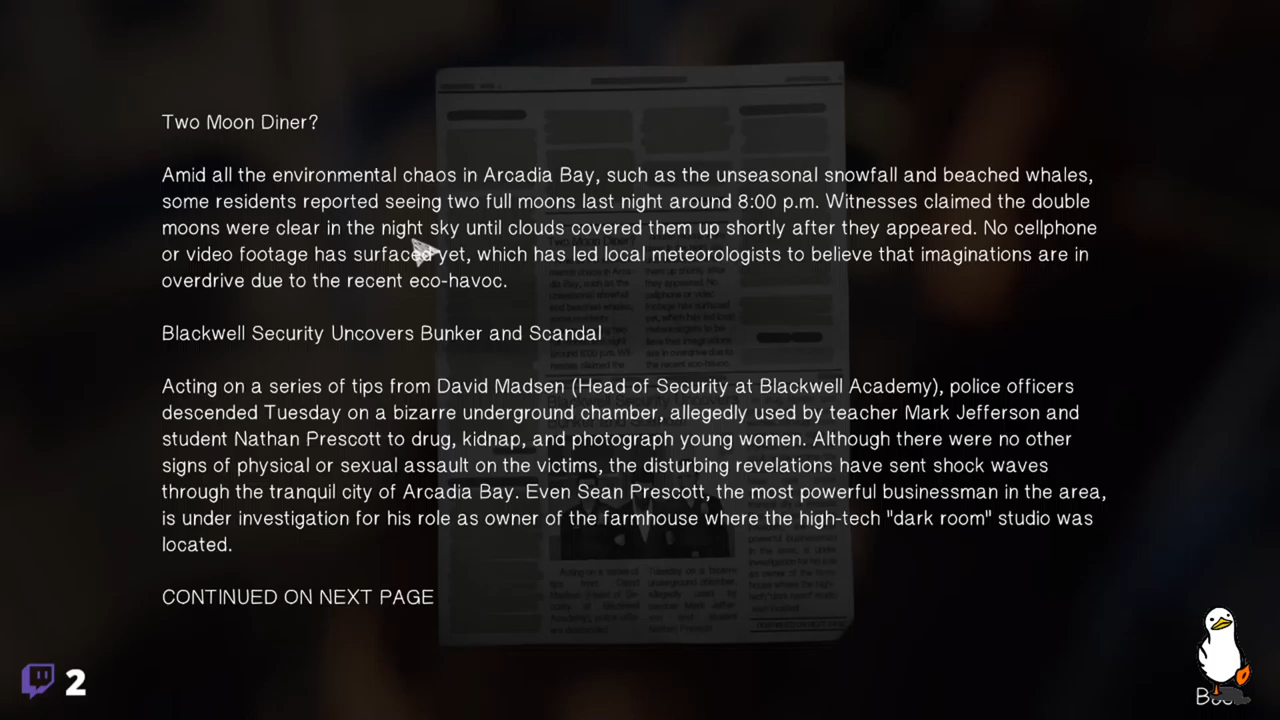 Two Moon Diner?
Amid all the environmental chaos in Arcadia Bay, such as the unseasonal snowfall and beached whales,
some residents reported seeing two full moons last night around 8:00 p.m. Witnesses claimed the double
moons were clear in the night sky until clouds covered them up shortly after they appeared. No cellphone
or video footage has surfaced yet, which has led local meteorologists to believe that imaginations are in
overdrive due to the recent eco-havoc.
Blackwell Security Uncovers Bunker and Scandal
Acting on a series of tips from David Madsen (Head of Security at Blackwell Academy), police officers
descended Tuesday on a bizarre underground chamber, allegedly used by teacher Mark Jefferson and
student Nathan Prescott to drug, kidnap, and photograph young women. Although there were no other
signs of physical or sexual assault on the victims, the disturbing revelations have sent shock waves
through the tranquil city of Arcadia Bay. Even Sean Prescott, the most powerful businessman in the area,
is under investigation for his role as owner of the farmhouse where the high-tech "dark room" studio was
located.
CONTINUED ON NEXT PAGE
2